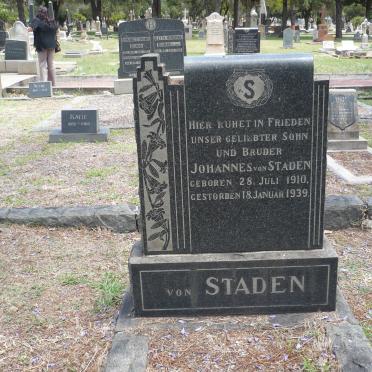 S
HIER RUHET IN FRIEDEN
UNSER GELIEBTER SOHN
UND BRUDER
JOHANNES VON STADEN
GEBOREN 28. JULI 1910,
GESTORBEN 18. JANUAR 1939.
VON STADEN